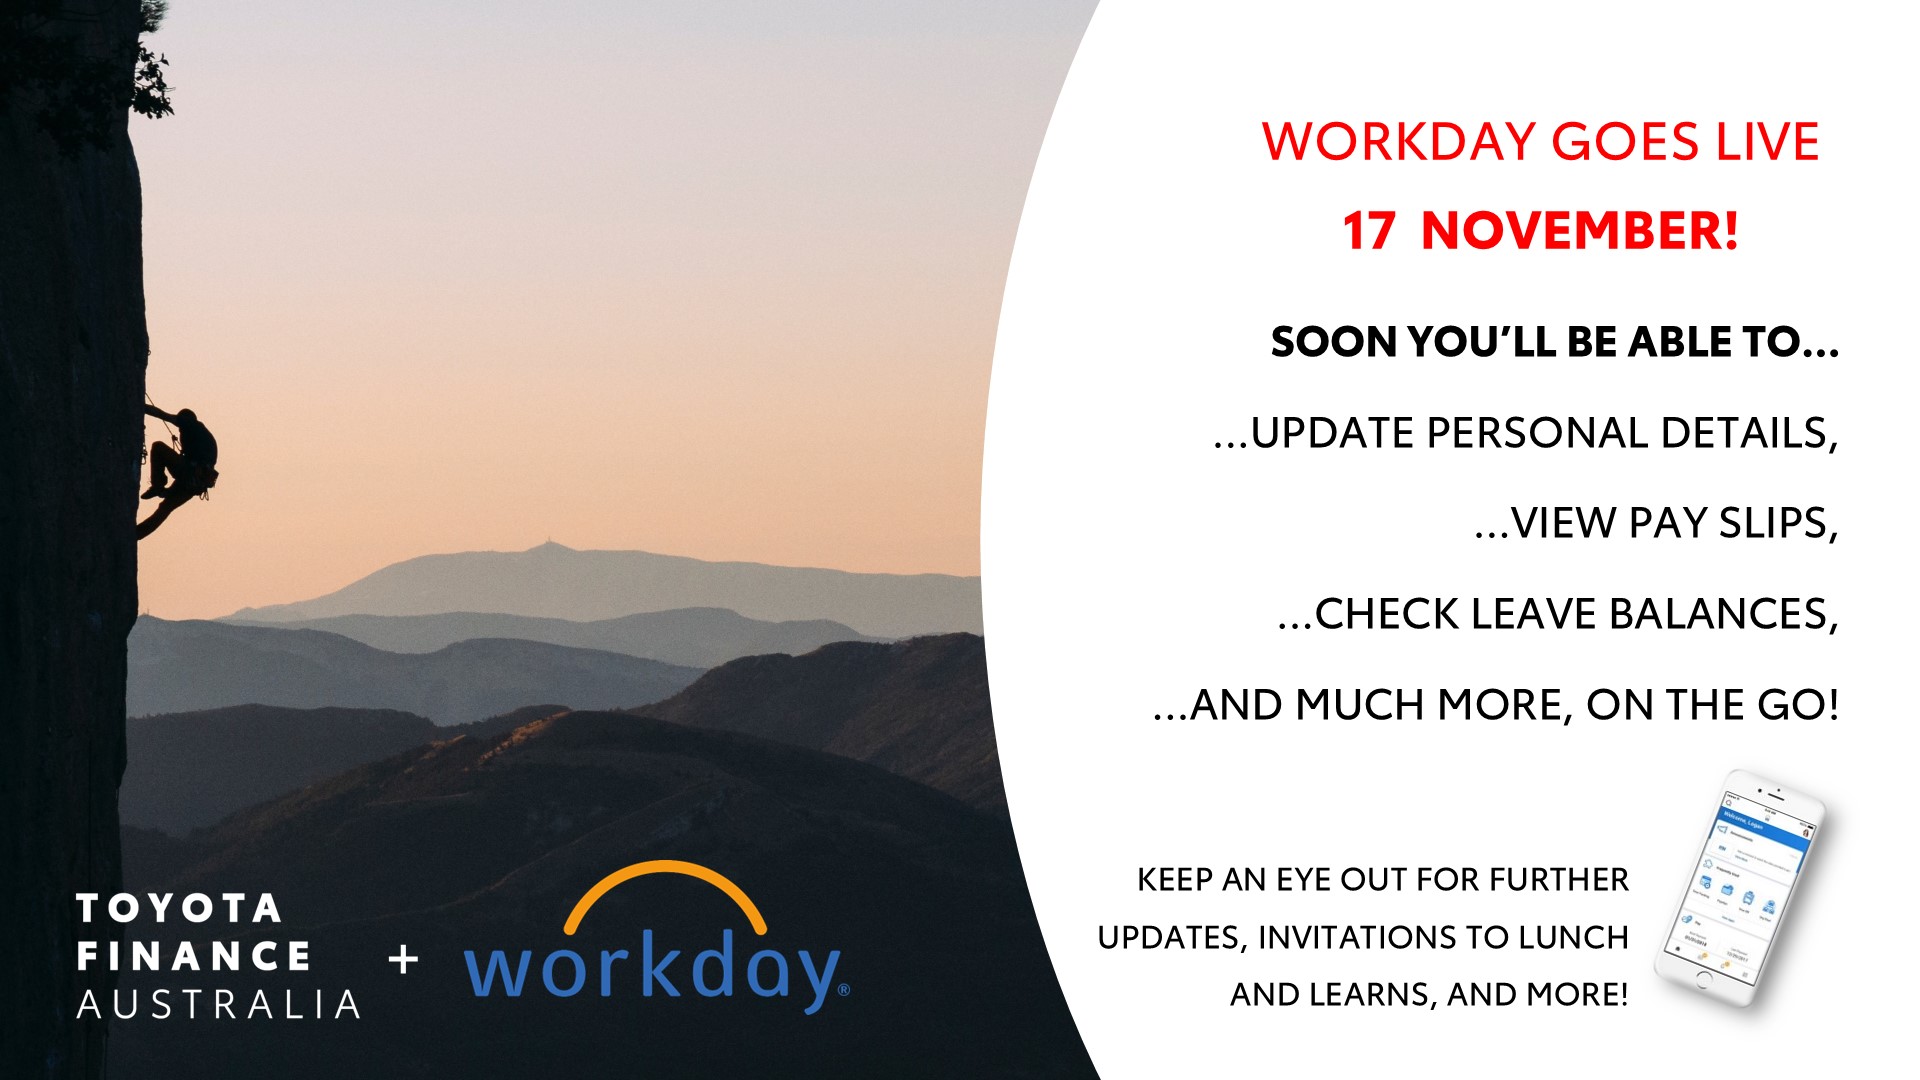 WORKDAY GOES LIVE
17 NOVEMBER!
SOON YOU’LL BE ABLE TO...
...UPDATE PERSONAL DETAILS,
...VIEW PAY SLIPS,
...CHECK LEAVE BALANCES,
...AND MUCH MORE, ON THE GO!
KEEP AN EYE OUT FOR FURTHER
UPDATES, INVITATIONS TO LUNCH
AND LEARNS, AND MORE!
Welcome, Logan
TOYOTA
FINANCE
AUSTRALIA
+
workday®